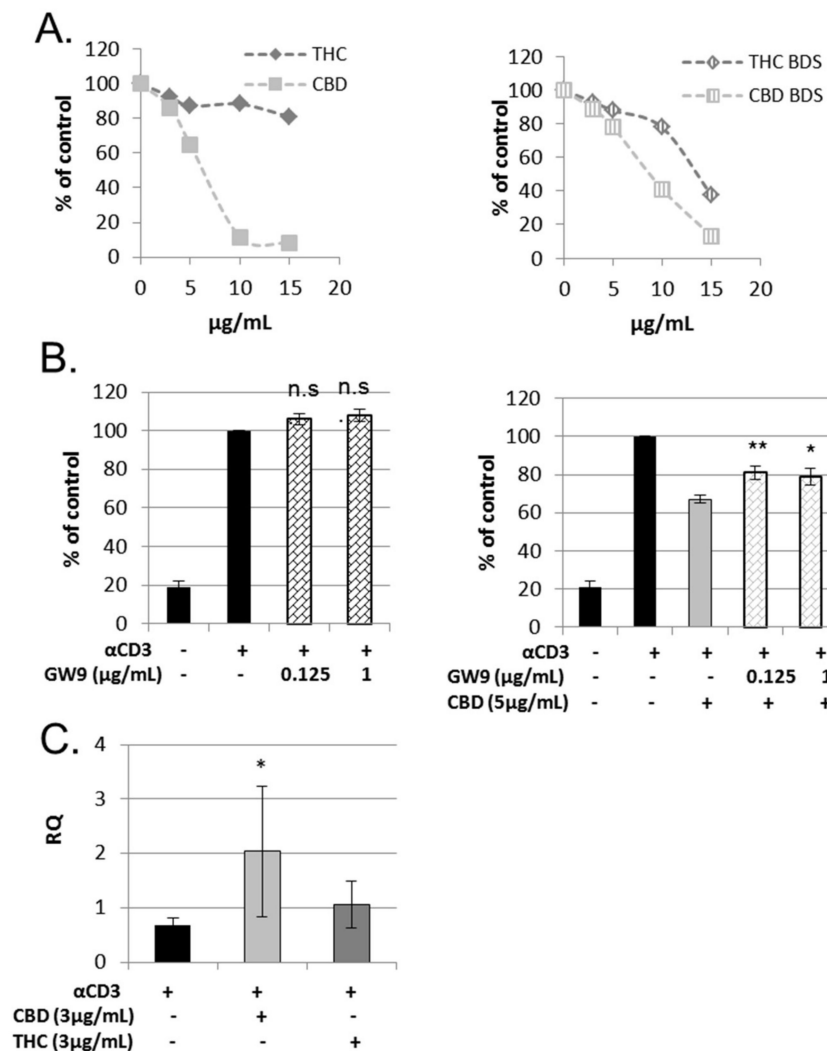 A.
120
100
80
60
40
20
0
% of control
THC
CBD
0 5 10 15 20
µg/mL
120
100
80
60
40
20
0
% of control
THC BDS
CBD BDS
0 5 10 15 20
µg/mL
B.
120
100
80
60
40
20
0
% of control
n.s n.s
αCD3 - + + +
GW9 (µg/mL) - - 0.125 1
120
100
80
60
40
20
0
% of control
** *
αCD3 - + + + +
GW9 (µg/mL) - - - 0.125 1
CBD (5µg/mL) - - + + +
C.
4
3
2
1
0
RQ
*
αCD3 + + +
CBD (3µg/mL) - + -
THC (3µg/mL) - - +